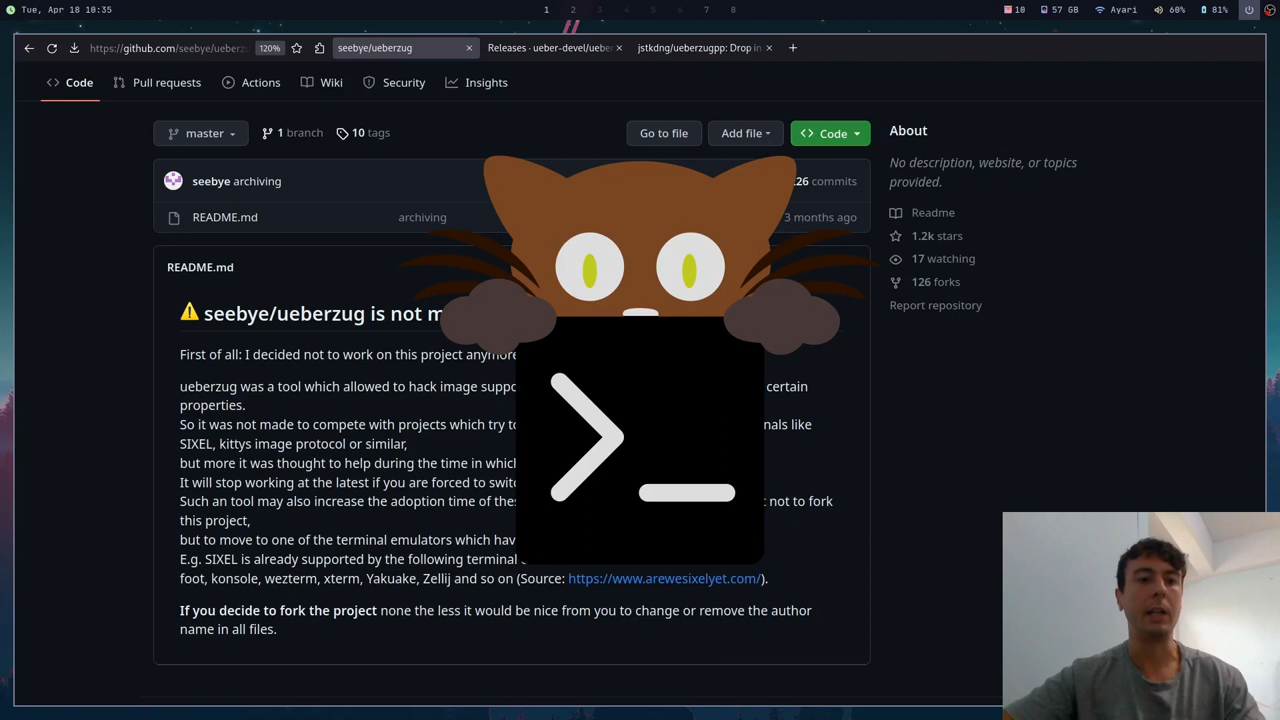 Tue, Apr 18 10:35
1 2 3 4 5 6 7 8
10 57 GB Ayari 60% 81%
https://github.com/seebye/ueberz 120% seebye/ueberzug Releases · ueber-devel/ueber jstkdng/ueberzugpp: Drop in
Code Pull requests Actions Wiki Security Insights
master 1 branch 10 tags Go to file Add file Code
seebye archiving 26 commits
README.md archiving 3 months ago
README.md
⚠️ seebye/ueberzug is not m
First of all: I decided not to work on this project anymore
ueberzug was a tool which allowed to hack image suppo certain
properties.
So it was not made to compete with projects which try to nals like
SIXEL, kittys image protocol or similar,
but more it was thought to help during the time in which
It will stop working at the latest if you are forced to swit
Such an tool may also increase the adoption time of thes t not to fork
this project,
but to move to one of the terminal emulators which hav
E.g. SIXEL is already supported by the following terminal
foot, konsole, wezterm, xterm, Yakuake, Zellij and so on (Source: https://www.arewesixelyet.com/).
If you decide to fork the project none the less it would be nice from you to change or remove the author
name in all files.
About
No description, website, or topics
provided.
Readme
1.2k stars
17 watching
126 forks
Report repository
>_